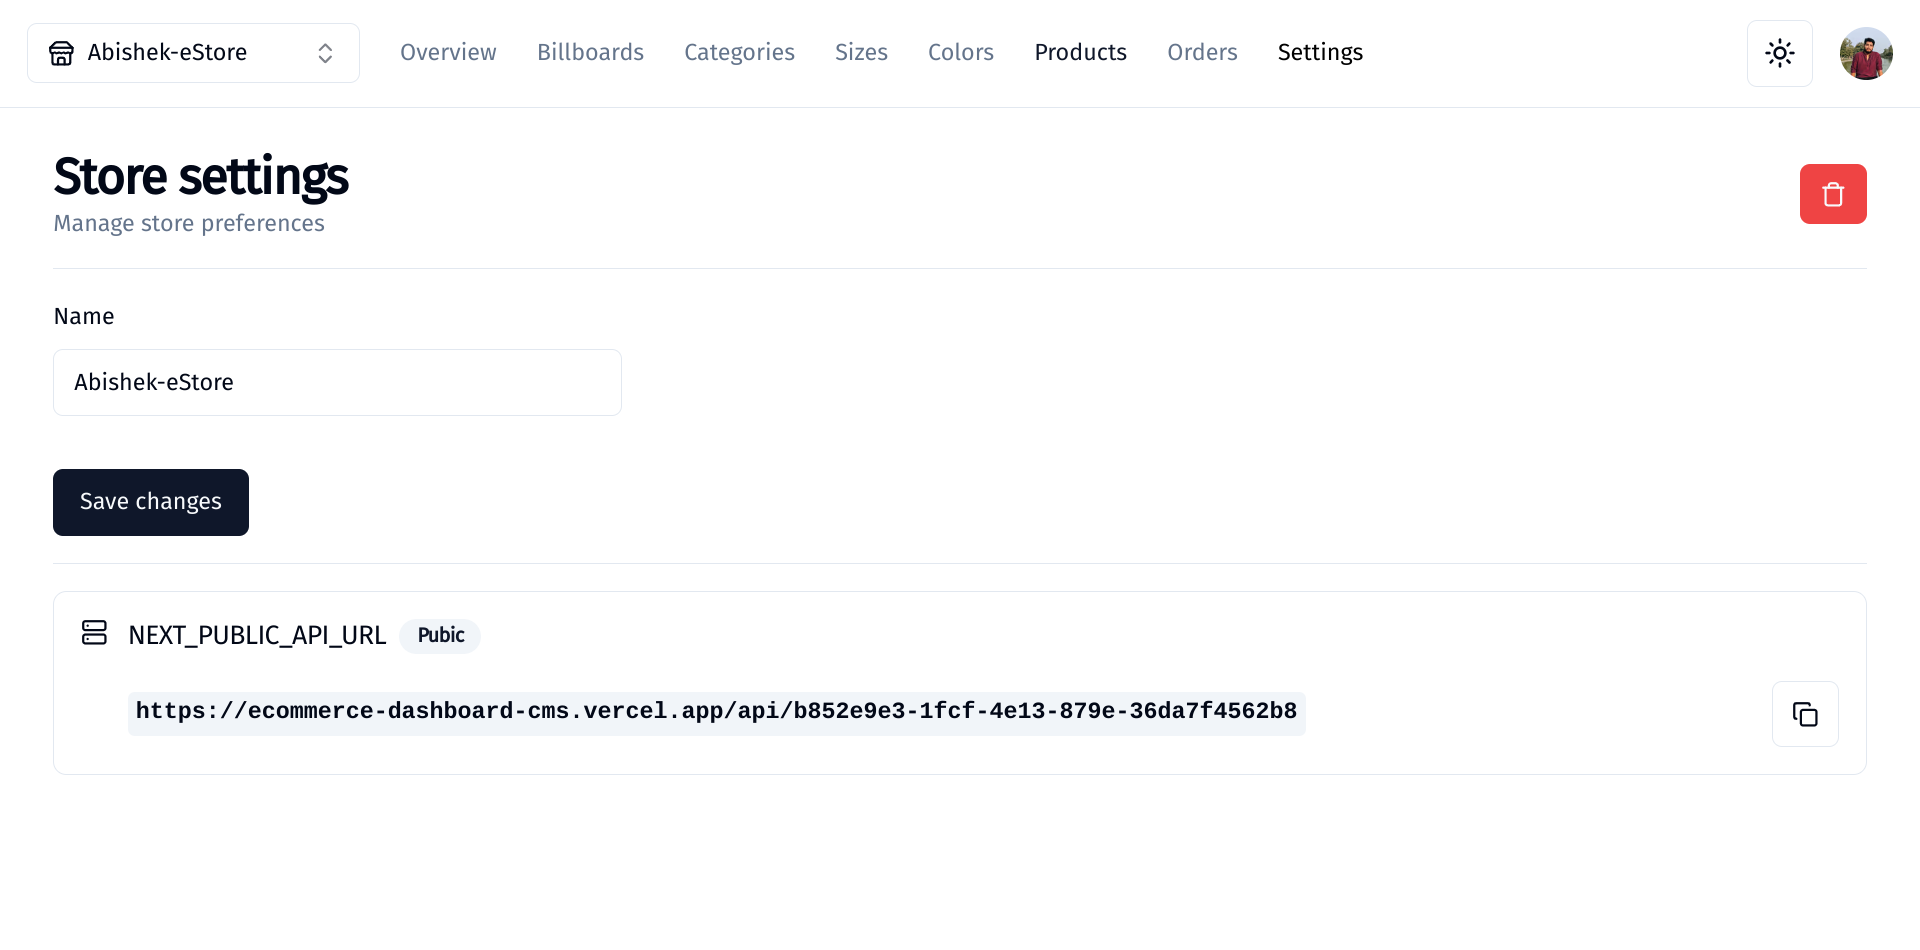 Abishek-eStore Overview Billboards Categories Sizes Colors Products Orders Settings
Store settings
Manage store preferences
Name
Abishek-eStore
Save changes
NEXT_PUBLIC_API_URL Pubic
https://ecommerce-dashboard-cms.vercel.app/api/b852e9e3-1fcf-4e13-879e-36da7f4562b8